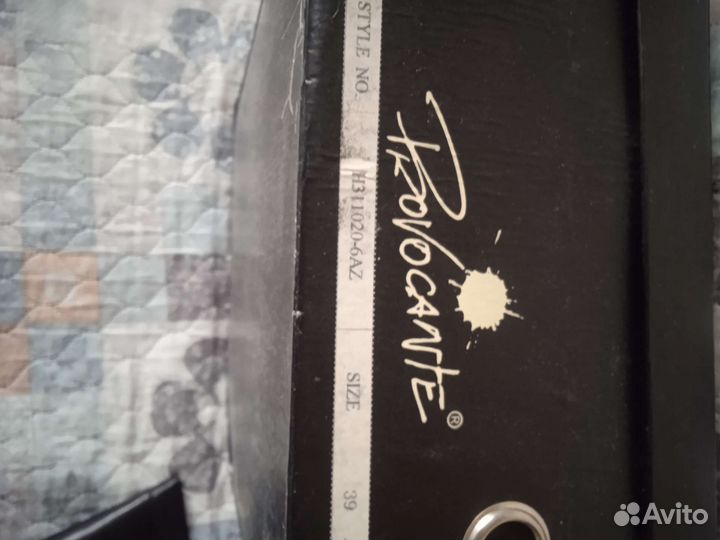 STYLE NO. H311020-6AZ SIZE 39
PROVOCANTE®
Avito